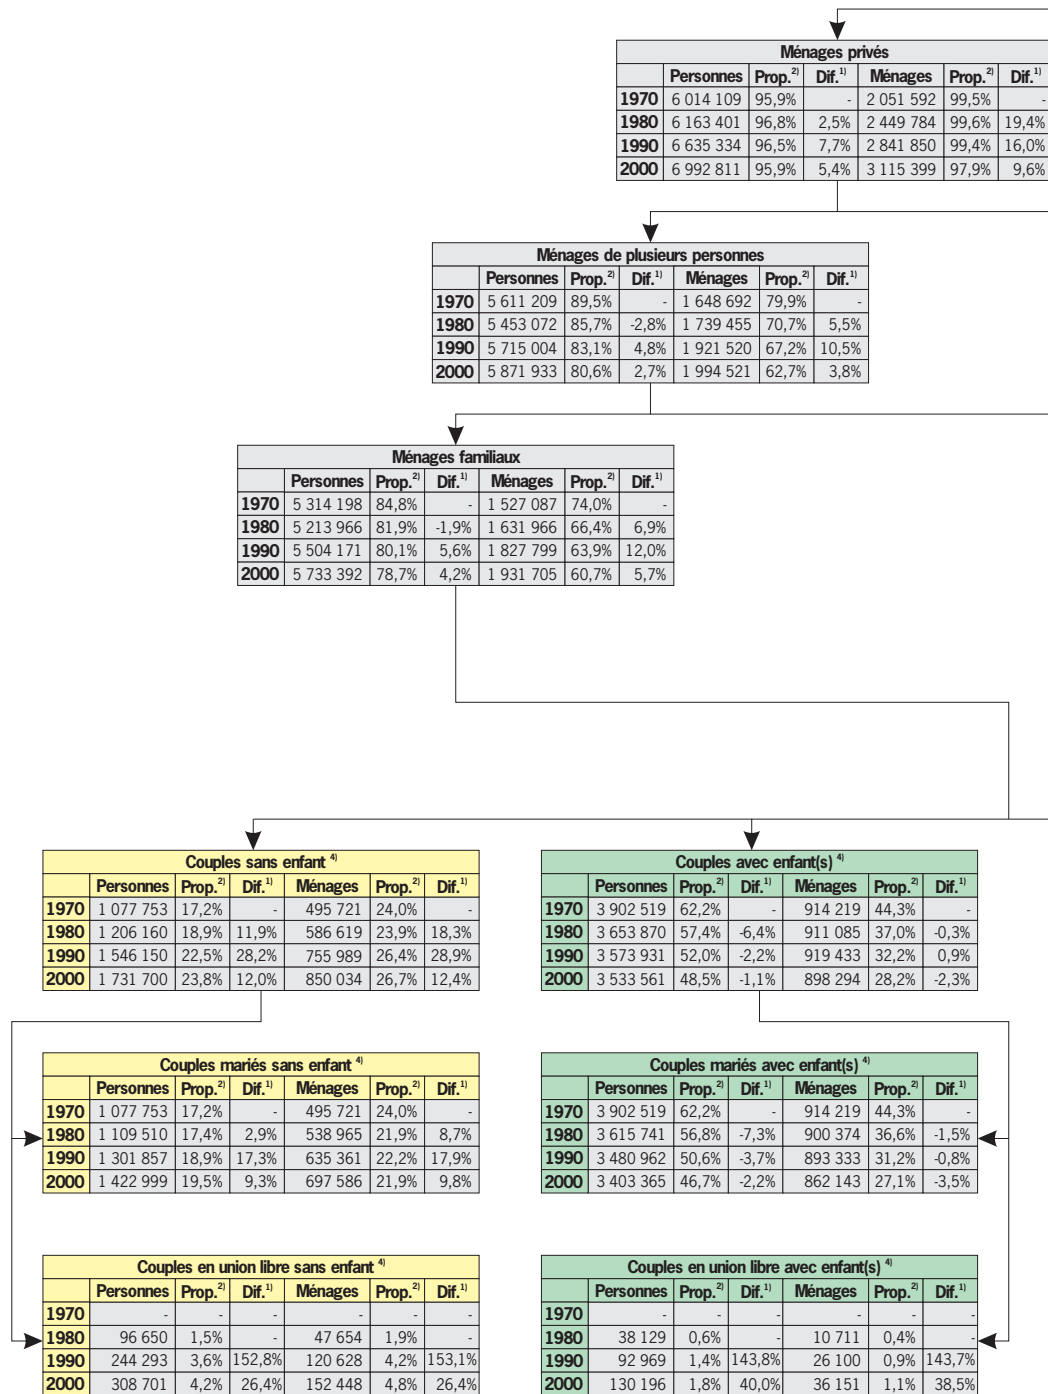 Ménages privés
Personnes Prop.2) Dif.1) Ménages Prop.2) Dif.1)
1970 6 014 109 95,9% - 2 051 592 99,5% -
1980 6 163 401 96,8% 2,5% 2 449 784 99,6% 19,4%
1990 6 635 334 96,5% 7,7% 2 841 850 99,4% 16,0%
2000 6 992 811 95,9% 5,4% 3 115 399 97,9% 9,6%
Ménages de plusieurs personnes
Personnes Prop.2) Dif.1) Ménages Prop.2) Dif.1)
1970 5 611 209 89,5% - 1 648 692 79,9% -
1980 5 453 072 85,7% -2,8% 1 739 455 70,7% 5,5%
1990 5 715 004 83,1% 4,8% 1 921 520 67,2% 10,5%
2000 5 871 933 80,6% 2,7% 1 994 521 62,7% 3,8%
Ménages familiaux
Personnes Prop.2) Dif.1) Ménages Prop.2) Dif.1)
1970 5 314 198 84,8% - 1 527 087 74,0% -
1980 5 213 966 81,9% -1,9% 1 631 966 66,4% 6,9%
1990 5 504 171 80,1% 5,6% 1 827 799 63,9% 12,0%
2000 5 733 392 78,7% 4,2% 1 931 705 60,7% 5,7%
Couples sans enfant 4)
Personnes Prop.2) Dif.1) Ménages Prop.2) Dif.1)
1970 1 077 753 17,2% - 495 721 24,0% -
1980 1 206 160 18,9% 11,9% 586 619 23,9% 18,3%
1990 1 546 150 22,5% 28,2% 755 989 26,4% 28,9%
2000 1 731 700 23,8% 12,0% 850 034 26,7% 12,4%
Couples avec enfant(s) 4)
Personnes Prop.2) Dif.1) Ménages Prop.2) Dif.1)
1970 3 902 519 62,2% - 914 219 44,3% -
1980 3 653 870 57,4% -6,4% 911 085 37,0% -0,3%
1990 3 573 931 52,0% -2,2% 919 433 32,2% 0,9%
2000 3 533 561 48,5% -1,1% 898 294 28,2% -2,3%
Couples mariés sans enfant 4)
Personnes Prop.2) Dif.1) Ménages Prop.2) Dif.1)
1970 1 077 753 17,2% - 495 721 24,0% -
1980 1 109 510 17,4% 2,9% 538 965 21,9% 8,7%
1990 1 301 857 18,9% 17,3% 635 361 22,2% 17,9%
2000 1 422 999 19,5% 9,3% 697 586 21,9% 9,8%
Couples mariés avec enfant(s) 4)
Personnes Prop.2) Dif.1) Ménages Prop.2) Dif.1)
1970 3 902 519 62,2% - 914 219 44,3% -
1980 3 615 741 56,8% -7,3% 900 374 36,6% -1,5%
1990 3 480 962 50,6% -3,7% 893 333 31,2% -0,8%
2000 3 403 365 46,7% -2,2% 862 143 27,1% -3,5%
Couples en union libre sans enfant 4)
Personnes Prop.2) Dif.1) Ménages Prop.2) Dif.1)
1970 - - - - - -
1980 96 650 1,5% - 47 654 1,9% -
1990 244 293 3,6% 152,8% 120 628 4,2% 153,1%
2000 308 701 4,2% 26,4% 152 448 4,8% 26,4%
Couples en union libre avec enfant(s) 4)
Personnes Prop.2) Dif.1) Ménages Prop.2) Dif.1)
1970 - - - - - -
1980 38 129 0,6% - 10 711 0,4% -
1990 92 969 1,4% 143,8% 26 100 0,9% 143,7%
2000 130 196 1,8% 40,0% 36 151 1,1% 38,5%